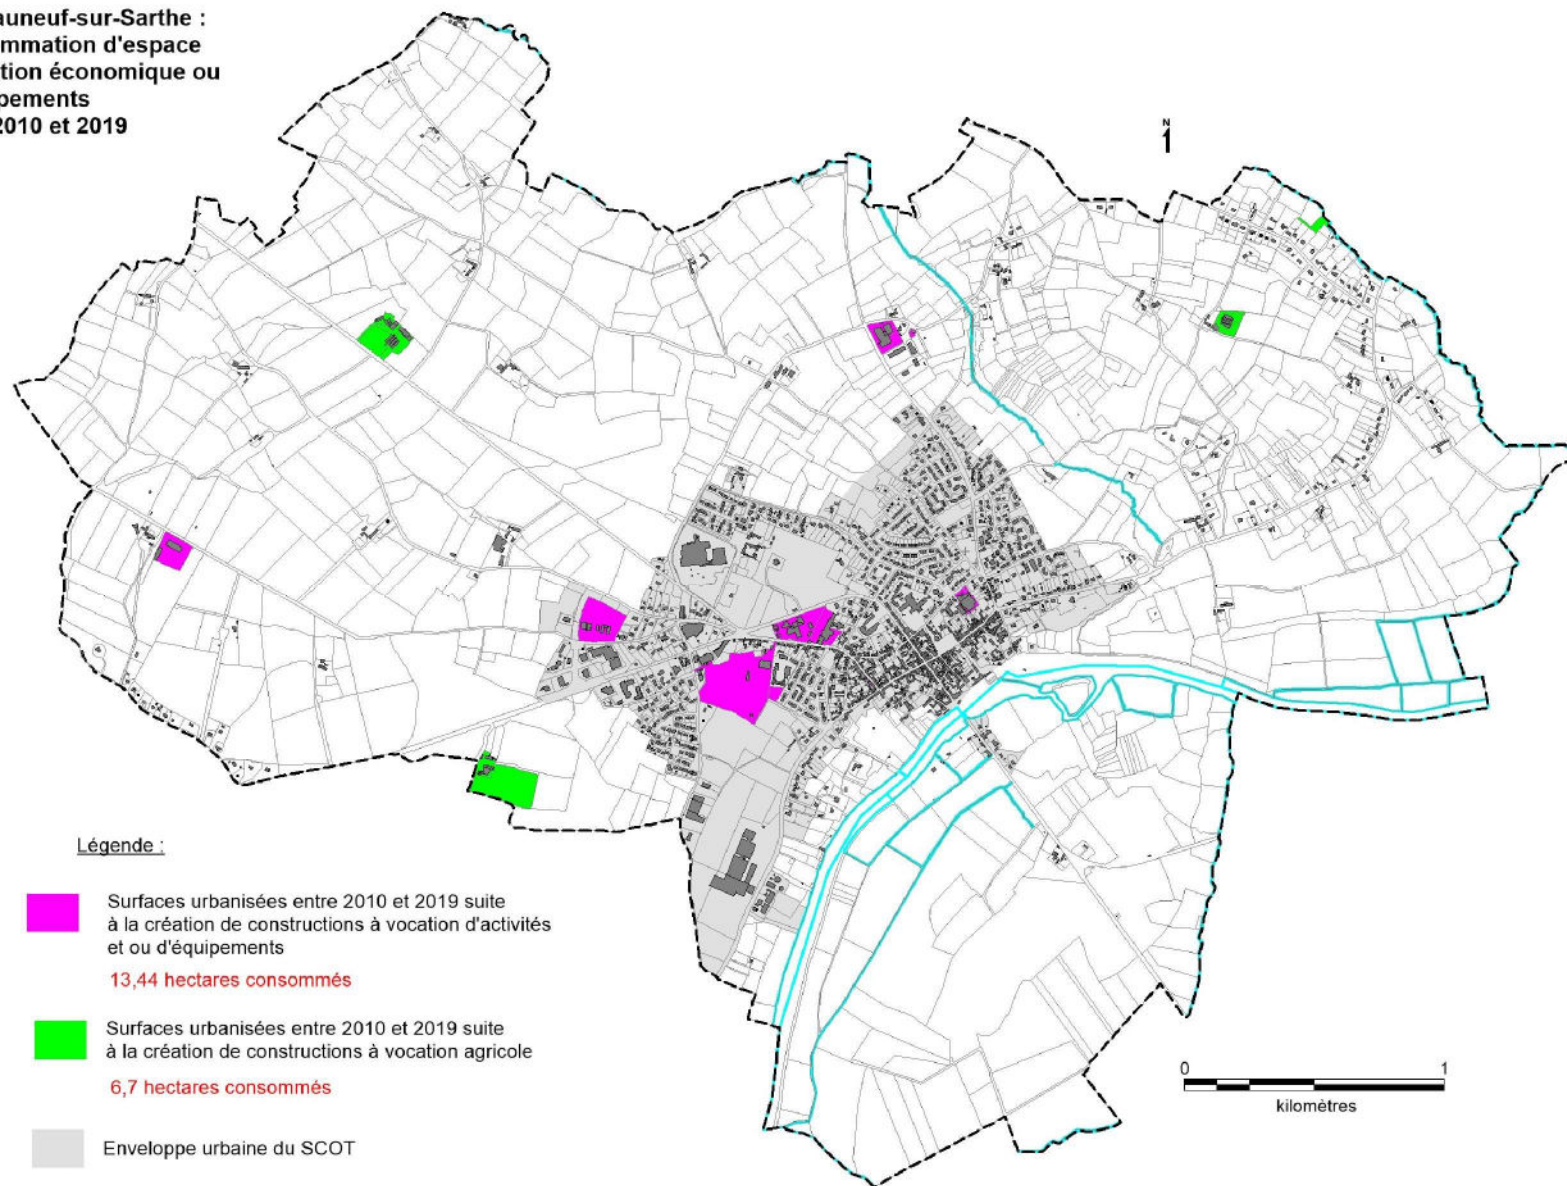 auneuf-sur-Sarthe :
mmation d'espace
tion économique ou
pements
2010 et 2019
N
Légende :
Surfaces urbanisées entre 2010 et 2019 suite
à la création de constructions à vocation d'activités
et ou d'équipements
13,44 hectares consommés
Surfaces urbanisées entre 2010 et 2019 suite
à la création de constructions à vocation agricole
6,7 hectares consommés
Enveloppe urbaine du SCOT
0 1
kilomètres